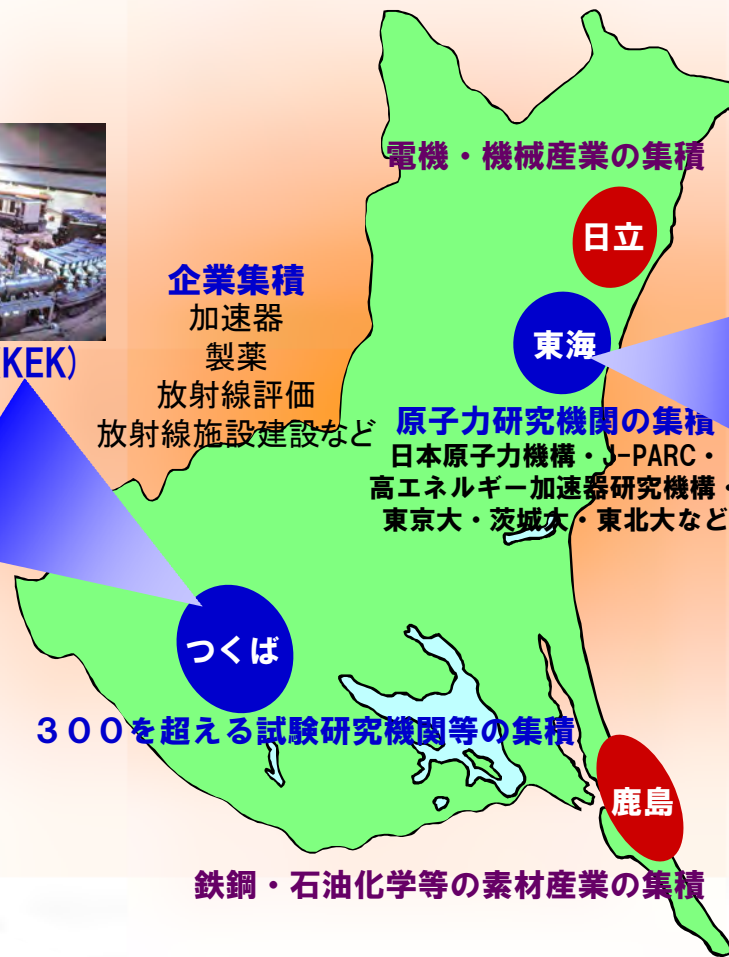 電機・機械産業の集積
日立
企業集積
加速器
製薬
放射線評価
放射線施設建設など
東海
KEK)
原子力研究機関の集積
日本原子力機構・J-PARC・
高エネルギー加速器研究機構・
東京大・茨城大・東北大など
つくば
３００を超える試験研究機関等の集積
鹿島
鉄鋼・石油化学等の素材産業の集積